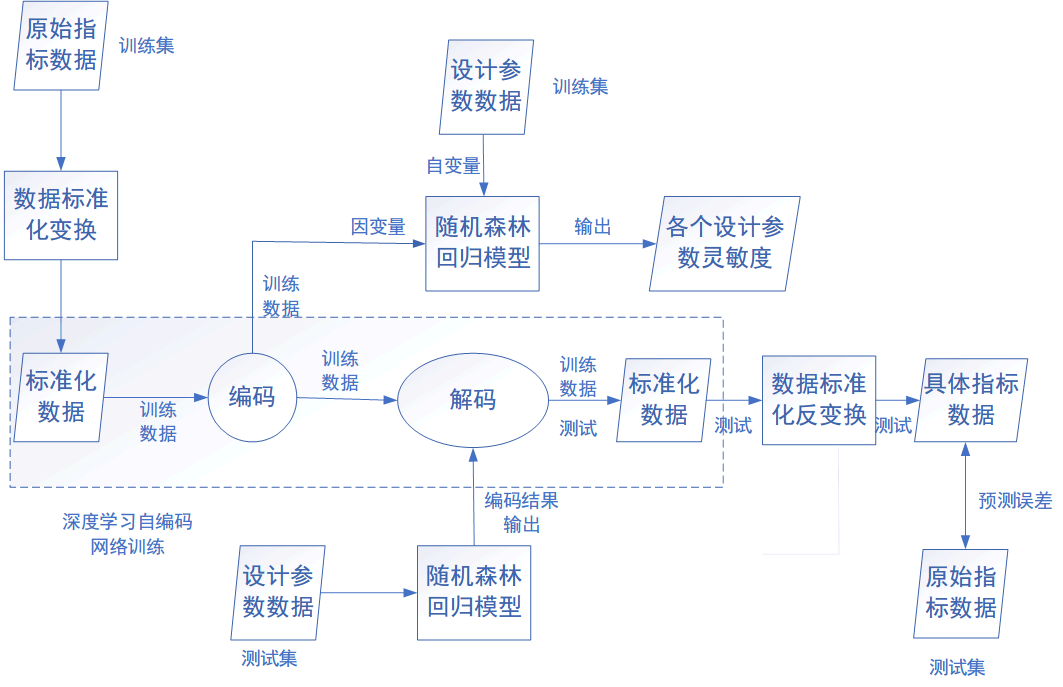 原始指
标数据
训练集
设计参
数数据
训练集
自变量
数据标准
化变换
因变量
随机森林
回归模型
输出
各个设计参
数灵敏度
训练
数据
标准化
数据
训练
数据
编码
训练
数据
解码
训练
数据
测试
标准化
数据
测试
数据标准
化反变换
测试
具体指标
数据
编码结果
输出
预测误差
深度学习自编码
网络训练
设计参
数数据
测试集
随机森林
回归模型
原始指
标数据
测试集